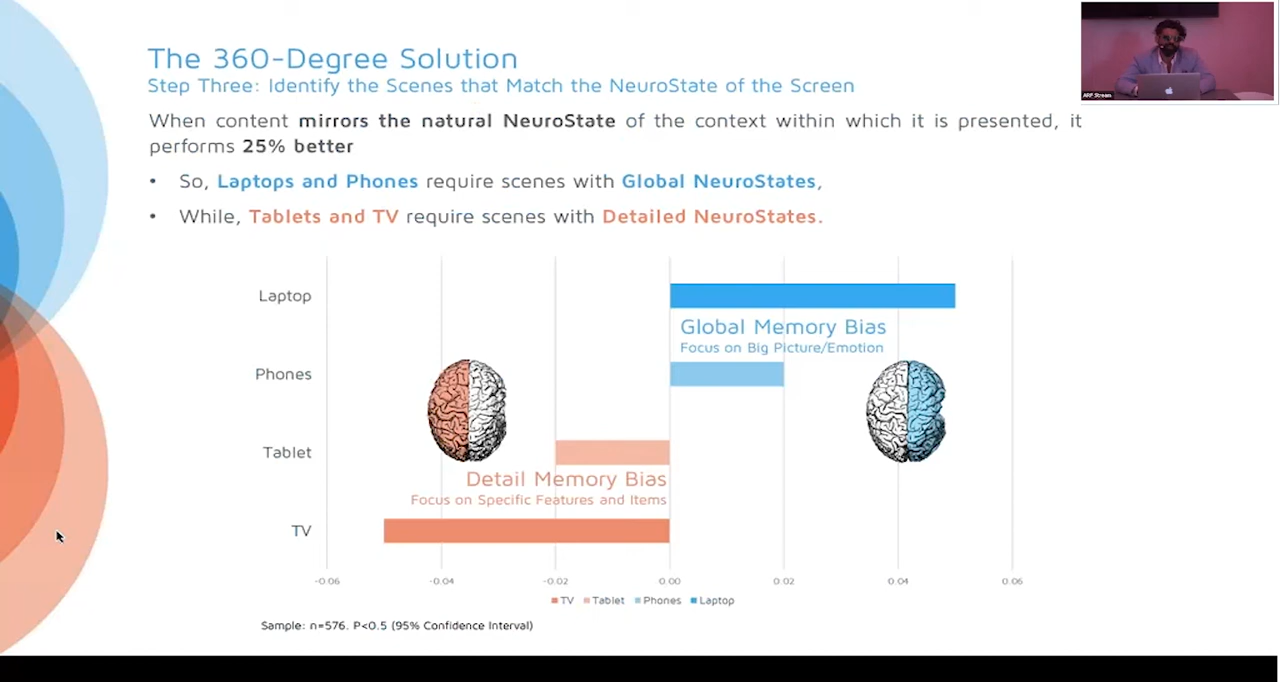 The 360-Degree Solution
Step Three: Identify the Scenes that Match the NeuroState of the Screen
When content mirrors the natural NeuroState of the context within which it is presented, it
performs 25% better
• So, Laptops and Phones require scenes with Global NeuroStates,
• While, Tablets and TV require scenes with Detailed NeuroStates.
Laptop
Global Memory Bias
Focus on Big Picture/Emotion
Phones
Tablet
Detail Memory Bias
Focus on Specific Features and Items
TV
-0.06 -0.04 -0.02 0.00 0.02 0.04 0.06
TV Tablet Phones Laptop
Sample: n=576. P<0.5 (95% Confidence Interval)
ARF Stream